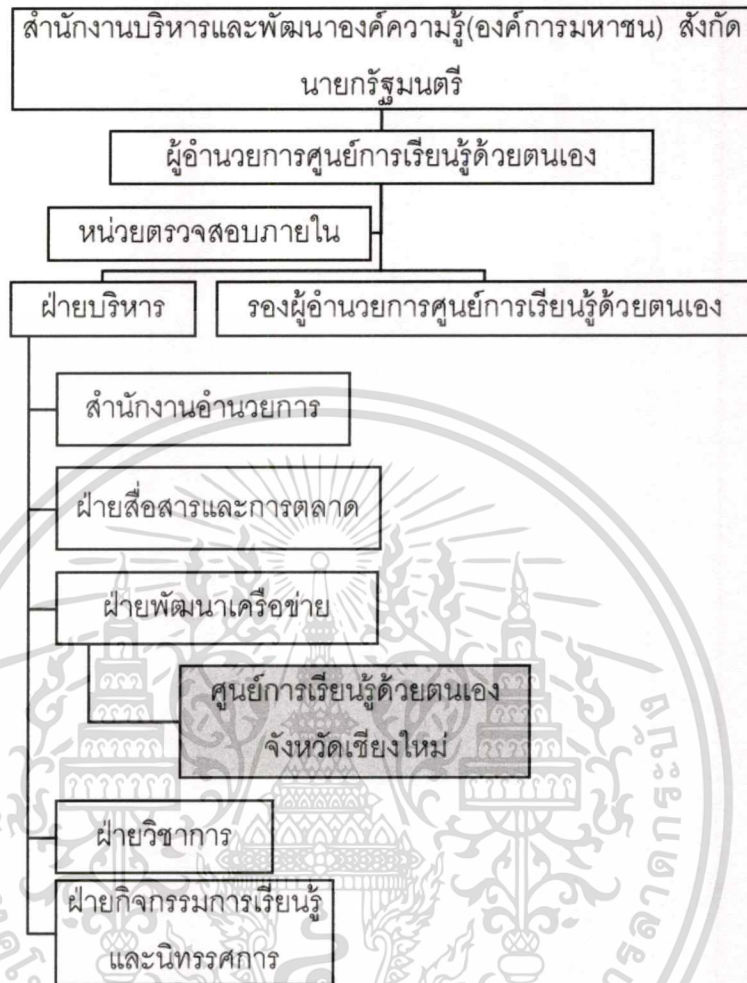 สำนักงานบริหารและพัฒนาองค์ความรู้(องค์การมหาชน) สังกัด
นายกรัฐมนตรี
ผู้อำนวยการศูนย์การเรียนรู้ด้วยตนเอง
หน่วยตรวจสอบภายใน
ฝ่ายบริหาร
รองผู้อำนวยการศูนย์การเรียนรู้ด้วยตนเอง
สำนักงานอำนวยการ
ฝ่ายสื่อสารและการตลาด
ฝ่ายพัฒนาเครือข่าย
ศูนย์การเรียนรู้ด้วยตนเอง
จังหวัดเชียงใหม่
ฝ่ายวิชาการ
ฝ่ายกิจกรรมการเรียนรู้
และนิทรรศการ